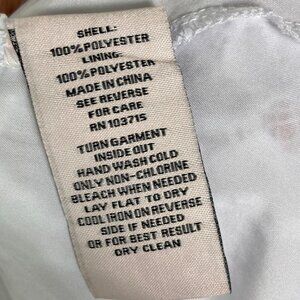 SHELL:
100% POLYESTER
LINING:
100% POLYESTER
MADE IN CHINA
SEE REVERSE
FOR CARE
RN 103715
TURN GARMENT
INSIDE OUT
HAND WASH COLD
ONLY NON-CHLORINE
BLEACH WHEN NEEDED
LAY FLAT TO DRY
COOL IRON ON REVERSE
SIDE IF NEEDED
OR FOR BEST RESULT
DRY CLEAN